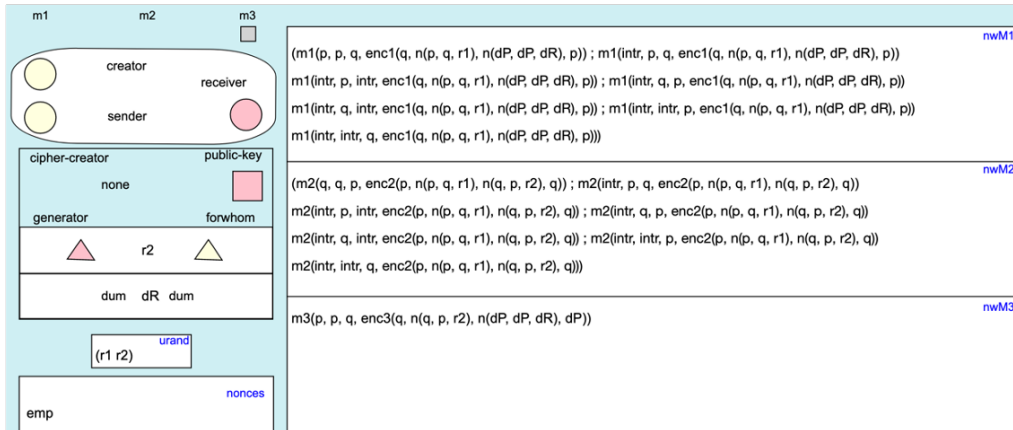 m1 m2 m3
creator
receiver
sender
cipher-creator public-key
none
generator forwhom
r2
dum dR dum
urand
(r1 r2)
nonces
emp
nwM1
(m1(p, p, q, enc1(q, n(p, q, r1), n(dP, dP, dR), p)) ; m1(intr, p, q, enc1(q, n(p, q, r1), n(dP, dP, dR), p))
m1(intr, p, intr, enc1(q, n(p, q, r1), n(dP, dP, dR), p)) ; m1(intr, q, p, enc1(q, n(p, q, r1), n(dP, dP, dR), p))
m1(intr, q, intr, enc1(q, n(p, q, r1), n(dP, dP, dR), p)) ; m1(intr, intr, p, enc1(q, n(p, q, r1), n(dP, dP, dR), p))
m1(intr, intr, q, enc1(q, n(p, q, r1), n(dP, dP, dR), p)))
nwM2
(m2(q, q, p, enc2(p, n(p, q, r1), n(q, p, r2), q)) ; m2(intr, p, q, enc2(p, n(p, q, r1), n(q, p, r2), q))
m2(intr, p, intr, enc2(p, n(p, q, r1), n(q, p, r2), q)) ; m2(intr, q, p, enc2(p, n(p, q, r1), n(q, p, r2), q))
m2(intr, q, intr, enc2(p, n(p, q, r1), n(q, p, r2), q)) ; m2(intr, intr, p, enc2(p, n(p, q, r1), n(q, p, r2), q))
m2(intr, intr, q, enc2(p, n(p, q, r1), n(q, p, r2), q)))
nwM3
m3(p, p, q, enc3(q, n(q, p, r2), n(dP, dP, dR), dP))